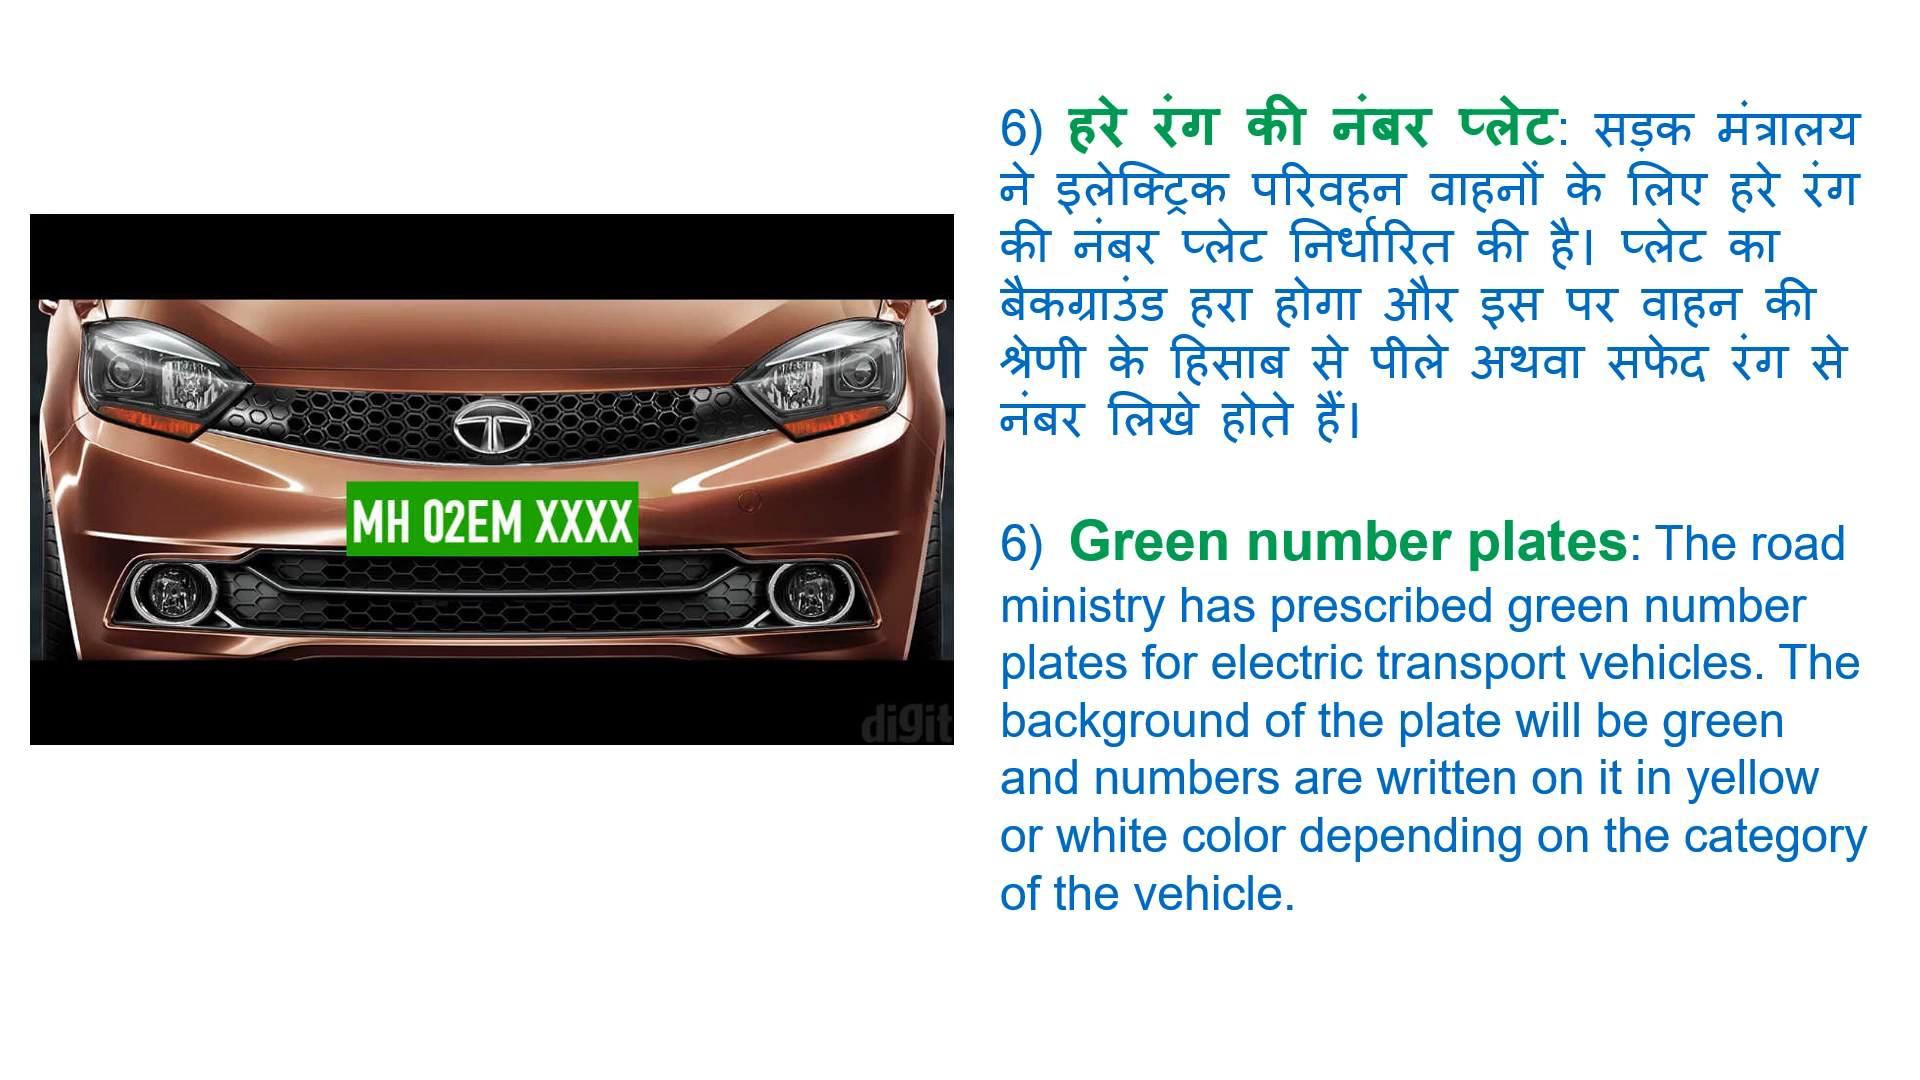 MH 02EM XXXX
digit
6) हरे रंग की नंबर प्लेट: सड़क मंत्रालय
ने इलेक्ट्रिक परिवहन वाहनों के लिए हरे रंग
की नंबर प्लेट निर्धारित की है। प्लेट का
बैकग्राउंड हरा होगा और इस पर वाहन की
श्रेणी के हिसाब से पीले अथवा सफेद रंग से
नंबर लिखे होते हैं।
6) Green number plates: The road
ministry has prescribed green number
plates for electric transport vehicles. The
background of the plate will be green
and numbers are written on it in yellow
or white color depending on the category
of the vehicle.